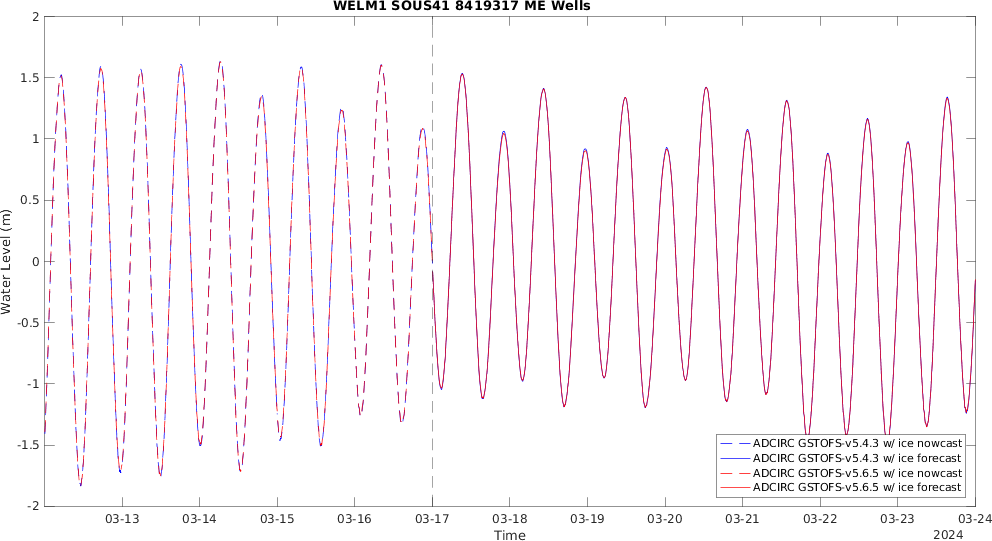 WELM1 SOUS41 8419317 ME Wells
2
1.5
1
0.5
0
-0.5
-1
-1.5
-2
Water Level (m)
03-13 03-14 03-15 03-16 03-17 03-18 03-19 03-20 03-21 03-22 03-23 03-24
Time
2024
ADCIRC GSTOFS-v5.4.3 w/ ice nowcast
ADCIRC GSTOFS-v5.4.3 w/ ice forecast
ADCIRC GSTOFS-v5.6.5 w/ ice nowcast
ADCIRC GSTOFS-v5.6.5 w/ ice forecast